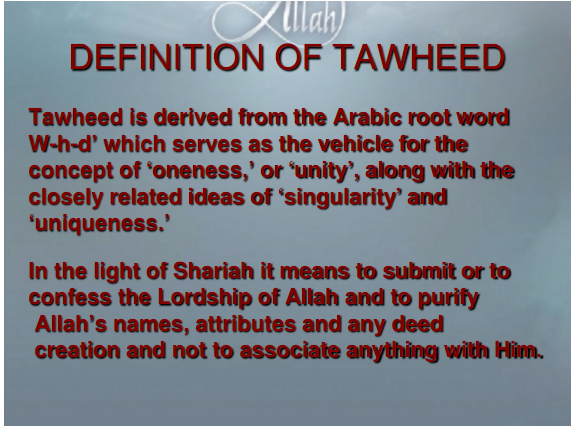 Allah
DEFINITION OF TAWHEED
Tawheed is derived from the Arabic root word
W-h-d’ which serves as the vehicle for the
concept of ‘oneness,’ or ‘unity’, along with the
closely related ideas of ‘singularity’ and
‘uniqueness.’
In the light of Shariah it means to submit or to
confess the Lordship of Allah and to purify
Allah’s names, attributes and any deed
creation and not to associate anything with Him.